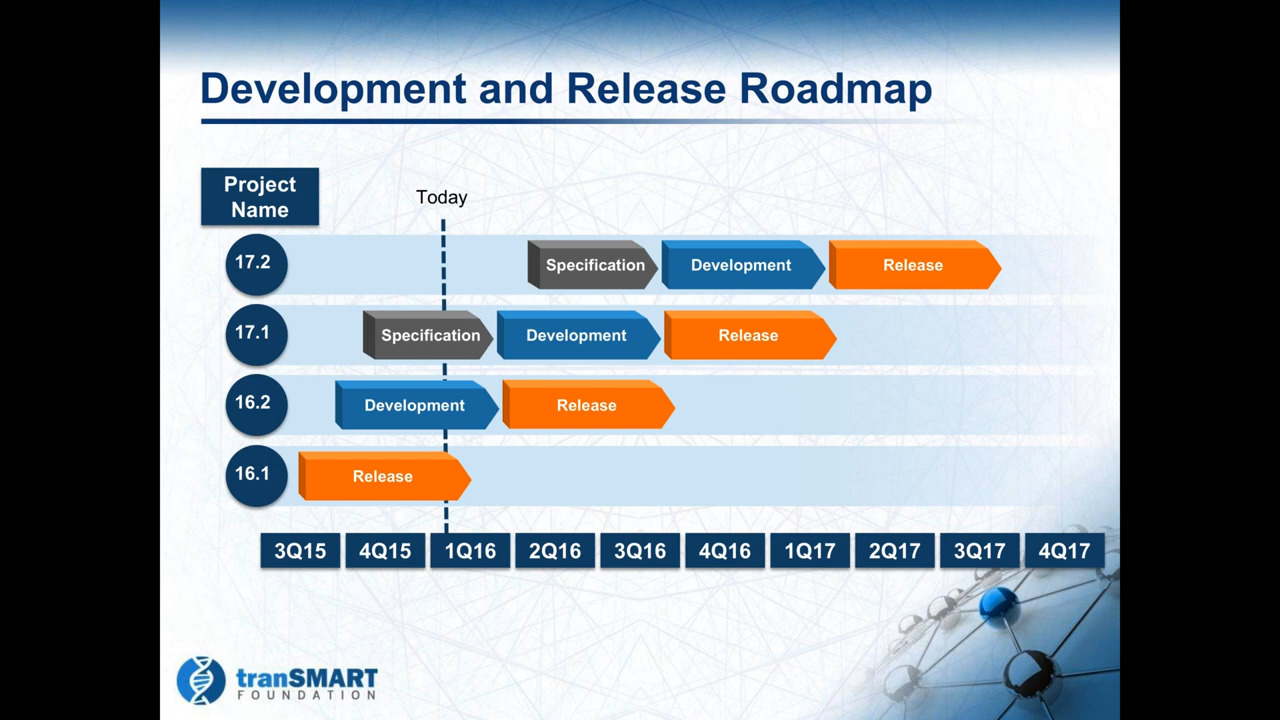 Development and Release Roadmap
Project
Name
Today
17.2
Specification
Development
Release
17.1
Specification
Development
Release
16.2
Development
Release
16.1
Release
3Q15 4Q15 1Q16 2Q16 3Q16 4Q16 1Q17 2Q17 3Q17 4Q17
tranSMART
FOUNDATION